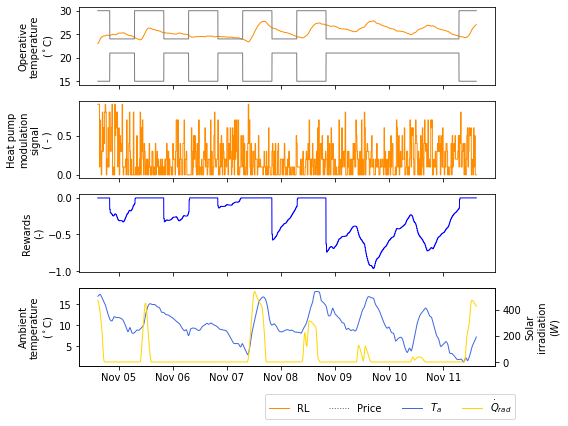 Operative
temperature
(°C)
30
25
20
15
Heat pump
modulation
signal
( - )
0.5
0.0
Rewards
(-)
0.0
−0.5
−1.0
Ambient
temperature
(°C)
15
10
5
400
200
0
Solar
irradiation
(W)
Nov 05 Nov 06 Nov 07 Nov 08 Nov 09 Nov 10 Nov 11
RL Price Tₐ Q̇rad